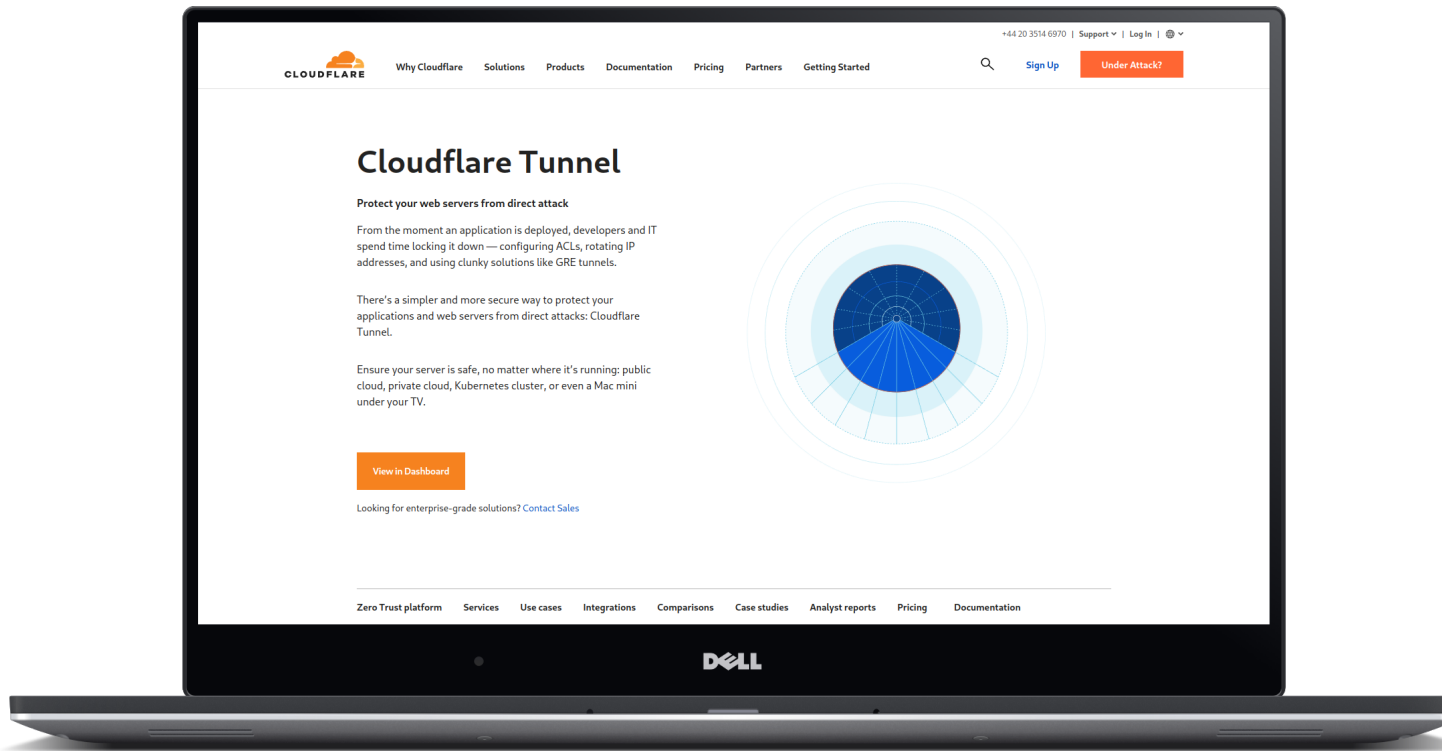 +44 20 3514 6970 | Support | Log In |
CLOUDFLARE
Why Cloudflare Solutions Products Documentation Pricing Partners Getting Started
Sign Up
Under Attack?
Cloudflare Tunnel
Protect your web servers from direct attack
From the moment an application is deployed, developers and IT
spend time locking it down — configuring ACLs, rotating IP
addresses, and using clunky solutions like GRE tunnels.
There's a simpler and more secure way to protect your
applications and web servers from direct attacks: Cloudflare
Tunnel.
Ensure your server is safe, no matter where it's running: public
cloud, private cloud, Kubernetes cluster, or even a Mac mini
under your TV.
View in Dashboard
Looking for enterprise-grade solutions? Contact Sales
Zero Trust platform Services Use cases Integrations Comparisons Case studies Analyst reports Pricing Documentation
DELL